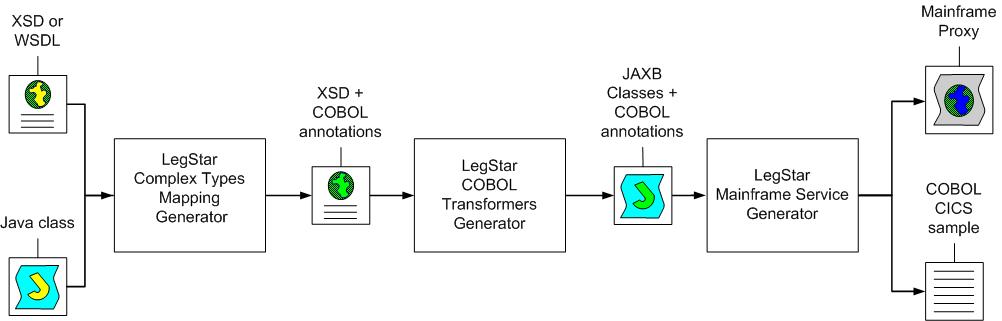 XSD or
WSDL
Java class
LegStar
Complex Types
Mapping
Generator
XSD +
COBOL
annotations
LegStar
COBOL
Transformers
Generator
JAXB
Classes +
COBOL
annotations
LegStar
Mainframe Service
Generator
Mainframe
Proxy
COBOL
CICS
sample